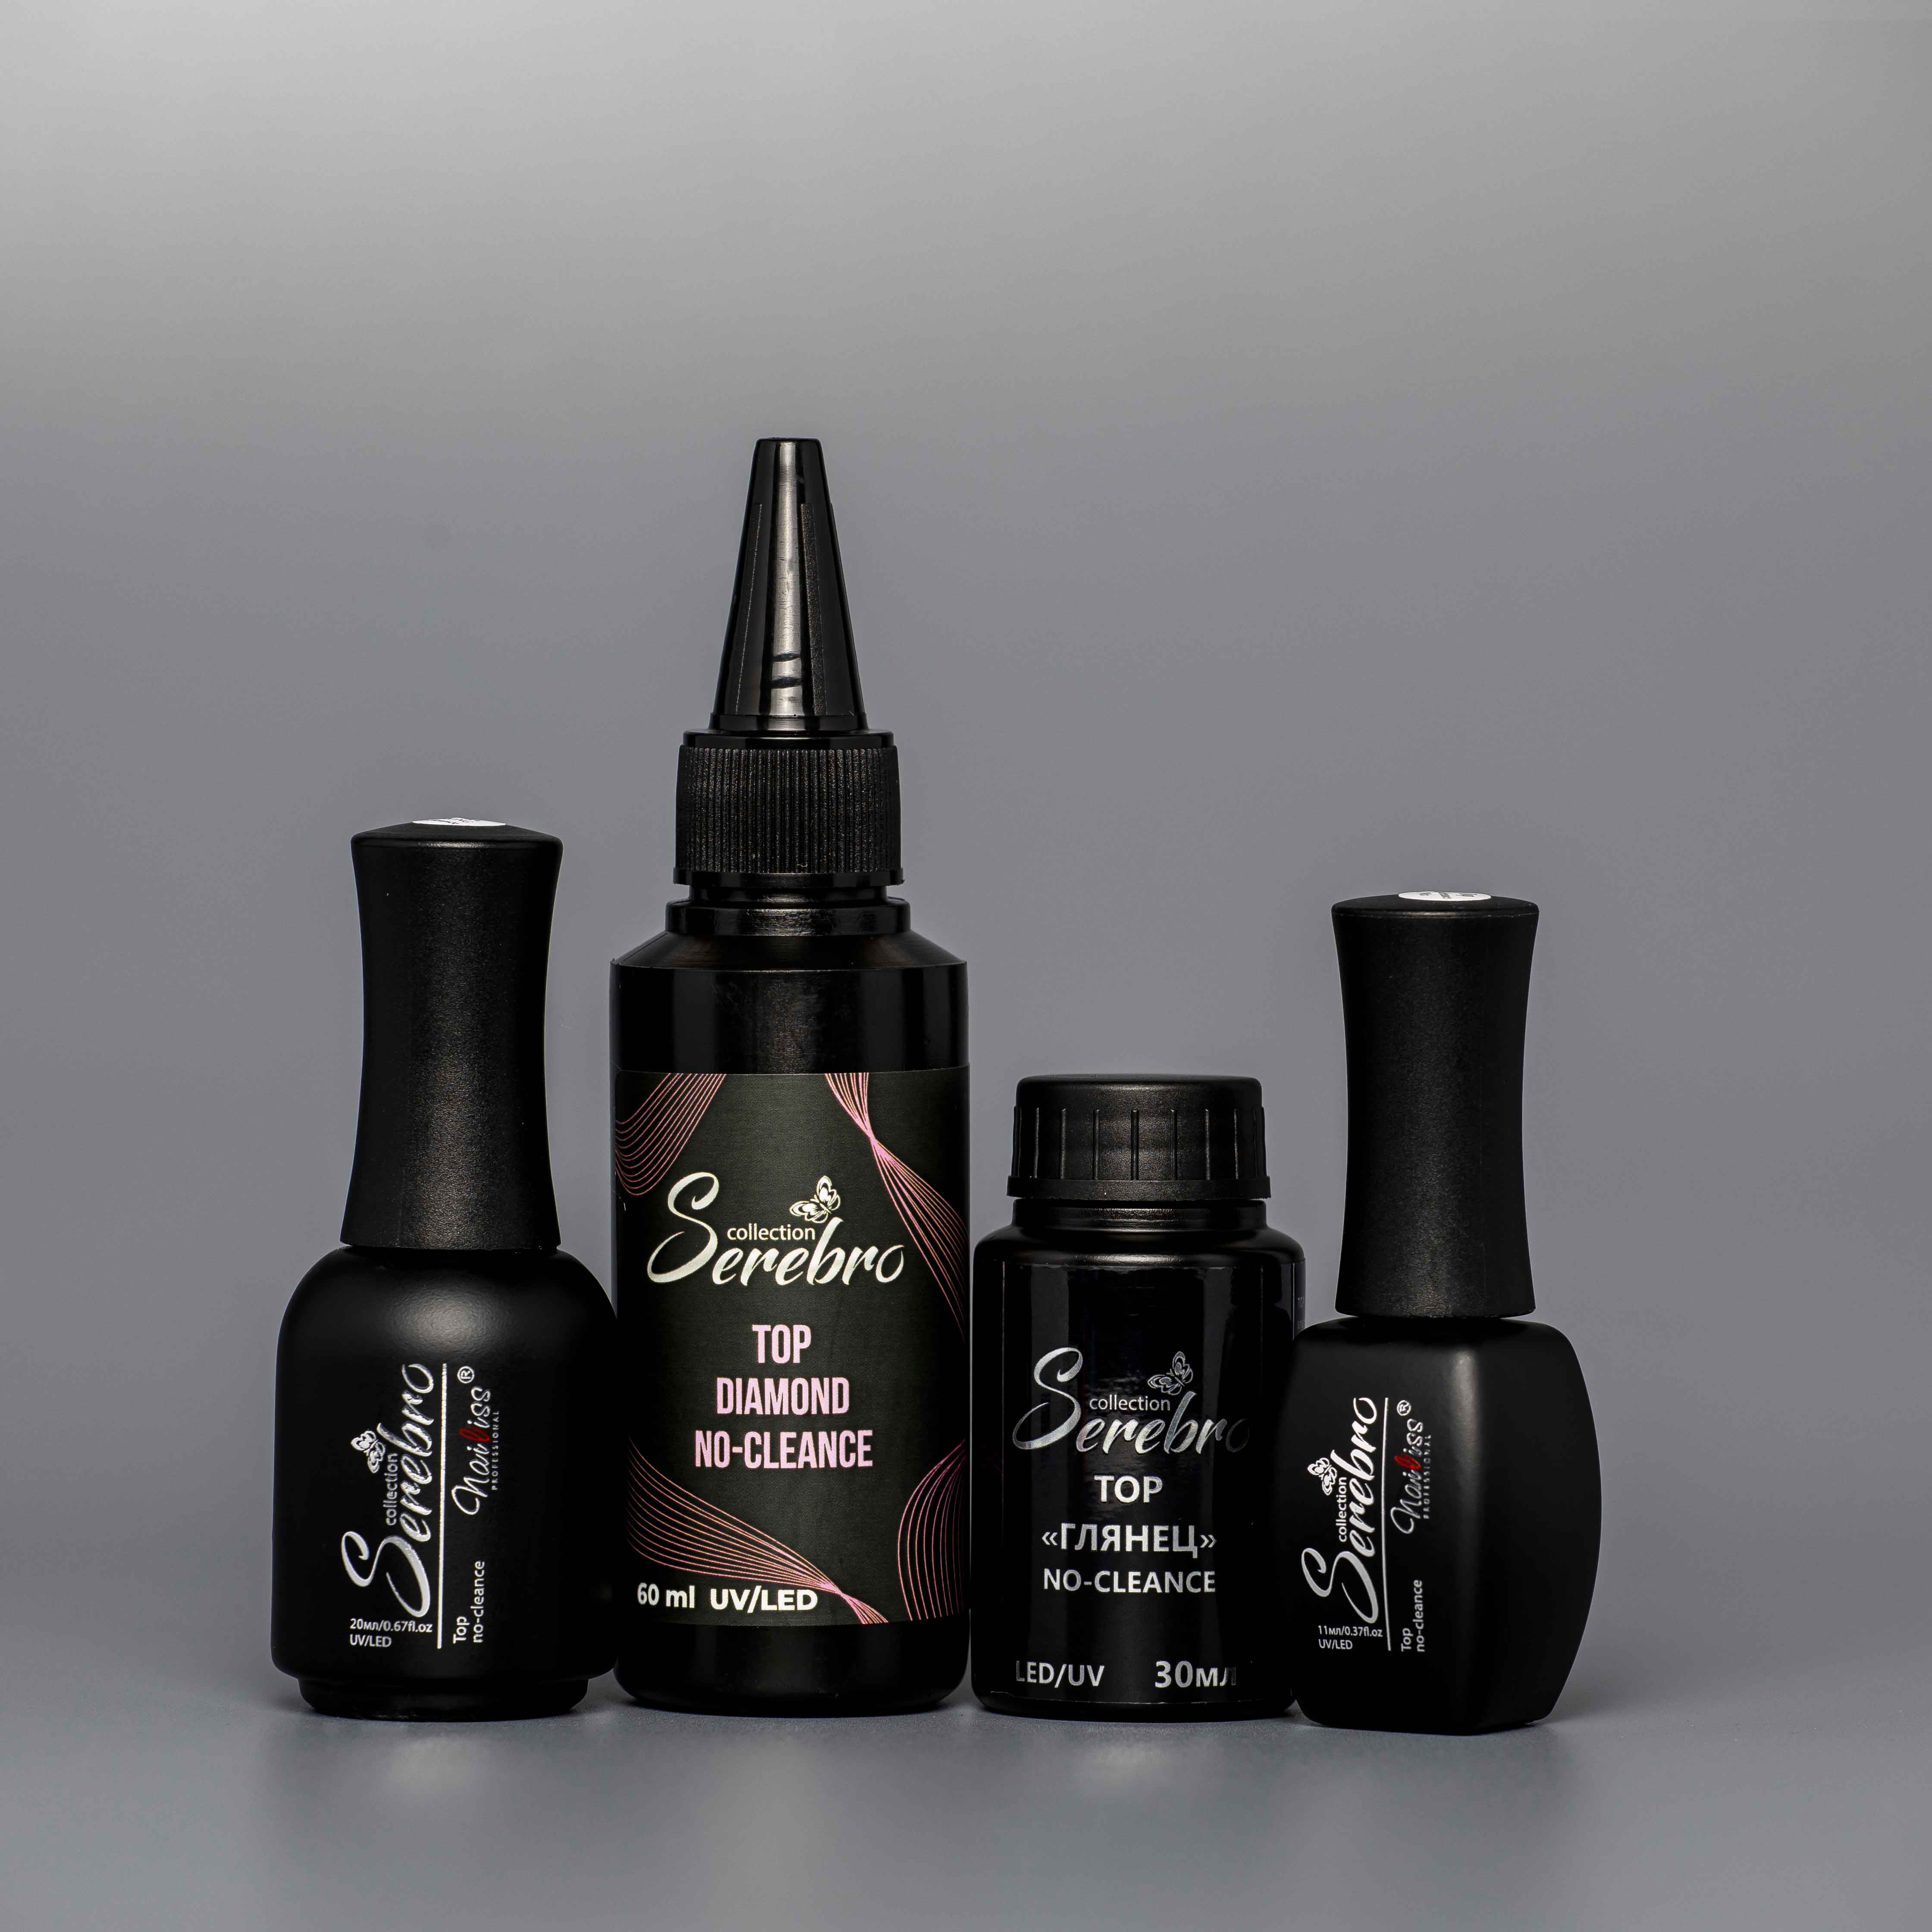 collection
Serebro
nailiss®
PROFESSIONAL
20мл/0.67fl.oz
UV/LED
Top
no-cleance
collection
Serebro
TOP
DIAMOND
NO-CLEANCE
60 ml UV/LED
collection
Serebro
TOP
«ГЛЯНЕЦ»
NO-CLEANCE
LED/UV 30мл
collection
Serebro
nailiss®
PROFESSIONAL
11мл/0.37fl.oz
UV/LED
Top
no-cleance